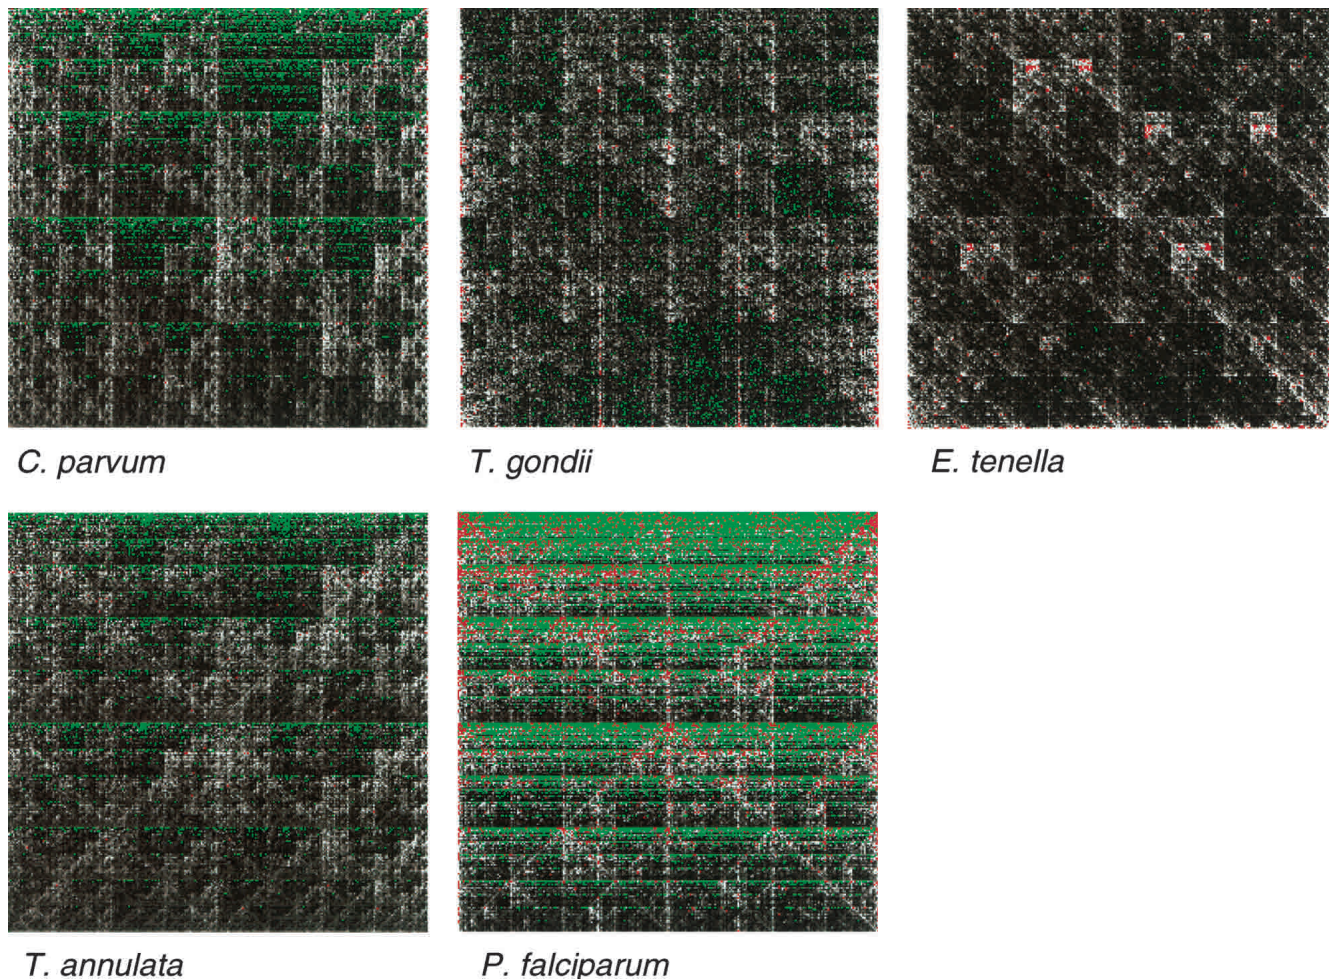 C. parvum
T. gondii
E. tenella
T. annulata
P. falciparum